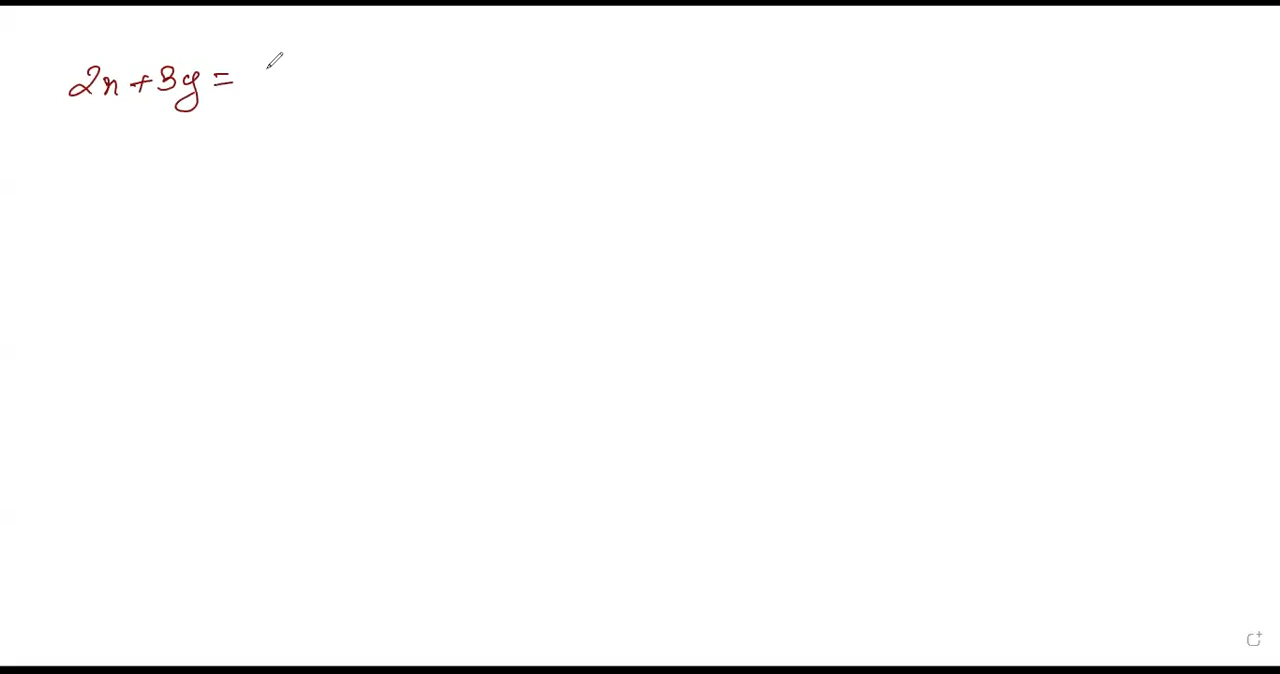 2x + 3y =